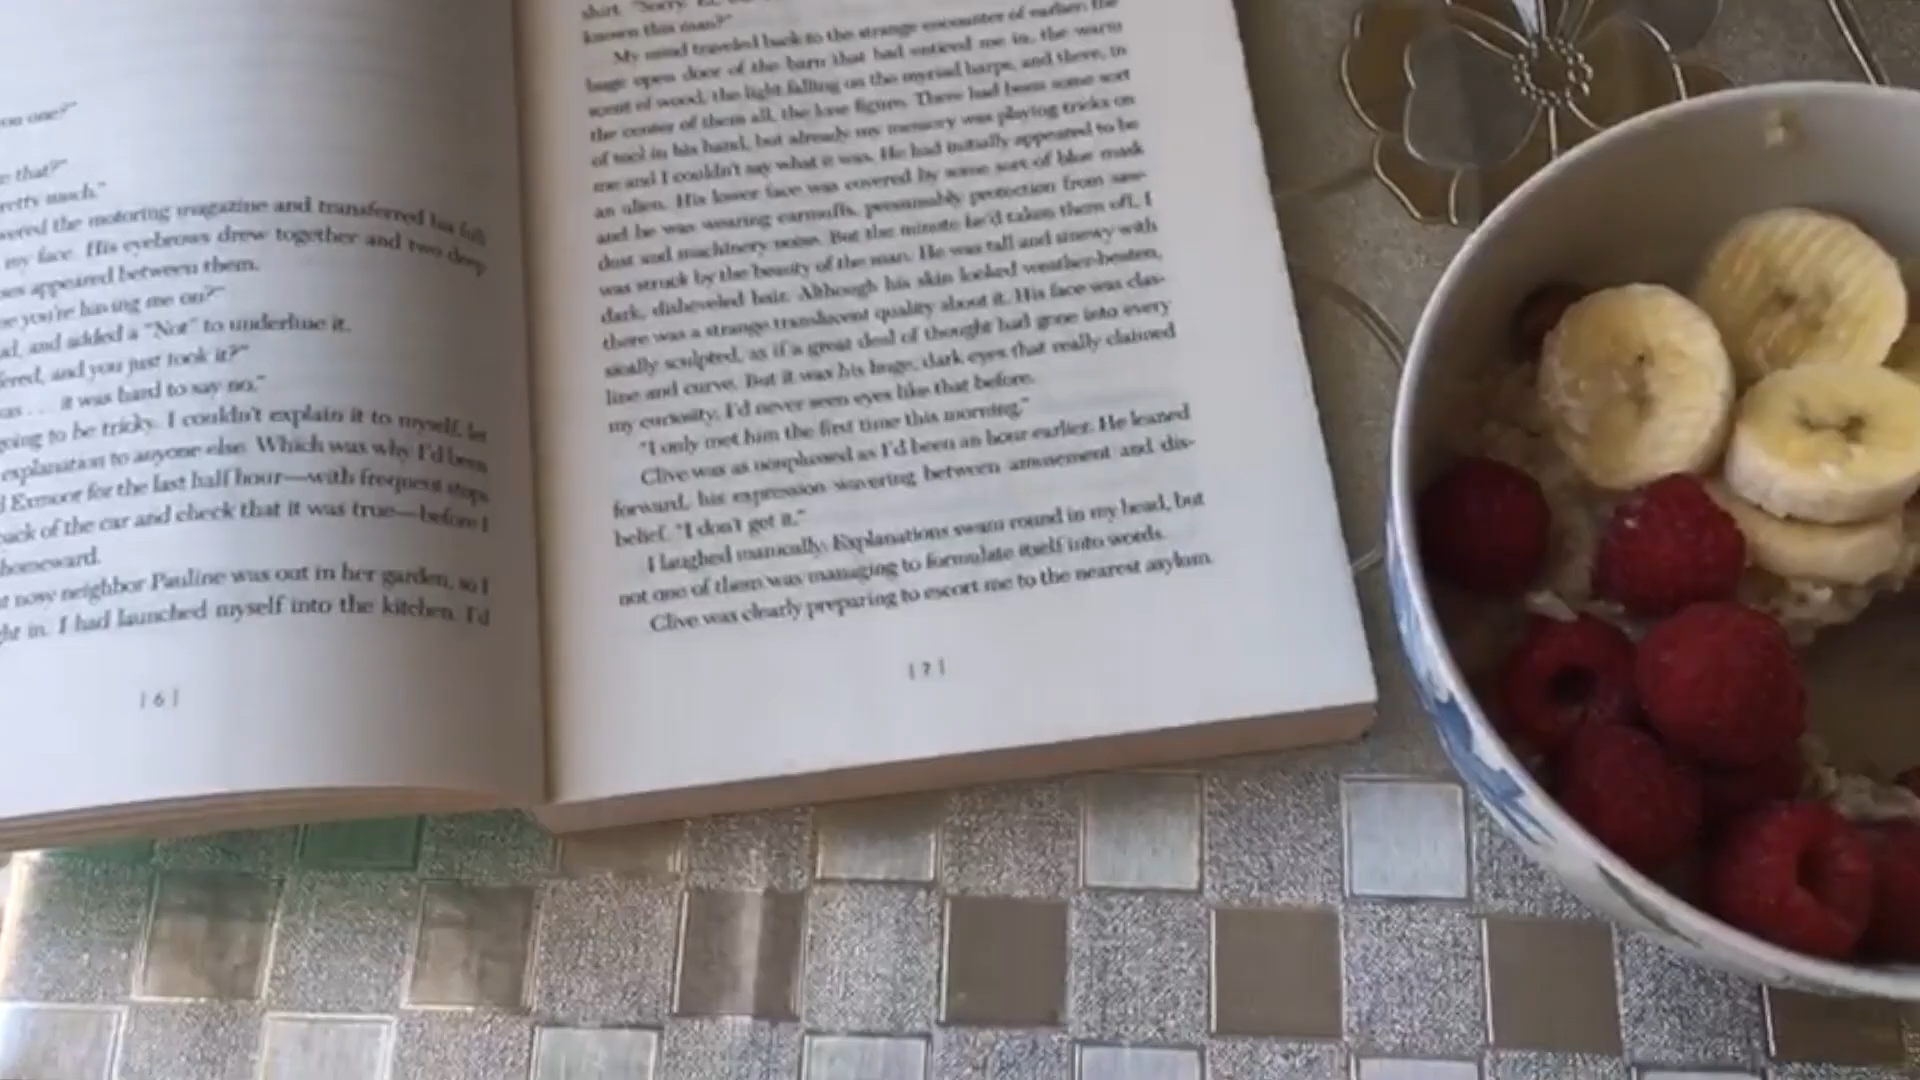 on one?"
e that?"
retty much."
wered the motoring magazine and transferred his full
my face. His eyebrows drew together and two deep
es appeared between them.
e you're having me on?"
ad, and added a "Not" to underline it.
fered, and you just took it?"
as . . . it was hard to say no."
going to be tricky. I couldn't explain it to myself, let
explanation to anyone else. Which was why I'd been
d Exmoor for the last half hour—with frequent stops
back of the car and check that it was true—before I
homeward.
t now neighbor Pauline was out in her garden, so I
ght in. I had launched myself into the kitchen. I'd
| 6 |
shirt. "Sorry.
known this man?"
My mind traveled back to the strange encounter of earlier: the
huge open door of the barn that had enticed me in, the warm
scent of wood, the light falling on the myriad harps, and there, in
the center of them all, the lone figure. There had been some sort
of tool in his hand, but already my memory was playing tricks on
me and I couldn't say what it was. He had initially appeared to be
an alien. His lower face was covered by some sort of blue mask
and he was wearing earmuffs, presumably protection from saw-
dust and machinery noise. But the minute he'd taken them off, I
was struck by the beauty of the man. He was tall and sinewy with
dark, disheveled hair. Although his skin looked weather-beaten,
there was a strange translucent quality about it. His face was clas-
sically sculpted, as if a great deal of thought had gone into every
line and curve. But it was his huge, dark eyes that really claimed
my curiosity. I'd never seen eyes like that before.
"I only met him the first time this morning."
Clive was as nonplussed as I'd been an hour earlier. He leaned
forward, his expression wavering between amusement and dis-
belief. "I don't get it."
I laughed manically. Explanations swam round in my head, but
not one of them was managing to formulate itself into words.
Clive was clearly preparing to escort me to the nearest asylum.
| 7 |